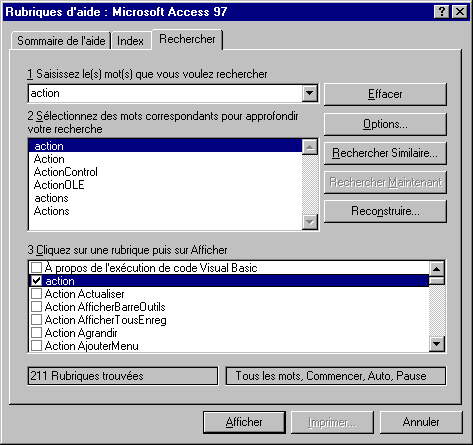 Rubriques d'aide : Microsoft Access 97
Sommaire de l'aide Index Rechercher
1 Saisissez le(s) mot(s) que vous voulez rechercher
action
Effacer
2 Sélectionnez des mots correspondants pour approfondir
votre recherche
Options...
action
Action
ActionControl
ActionOLE
actions
Actions
Rechercher Similaire...
Rechercher Maintenant
Reconstruire...
3 Cliquez sur une rubrique puis sur Afficher
À propos de l'exécution de code Visual Basic
action
Action Actualiser
Action AfficherBarreOutils
Action AfficherTousEnreg
Action Agrandir
Action AjouterMenu
211 Rubriques trouvées
Tous les mots, Commencer, Auto, Pause
Afficher Imprimer... Annuler